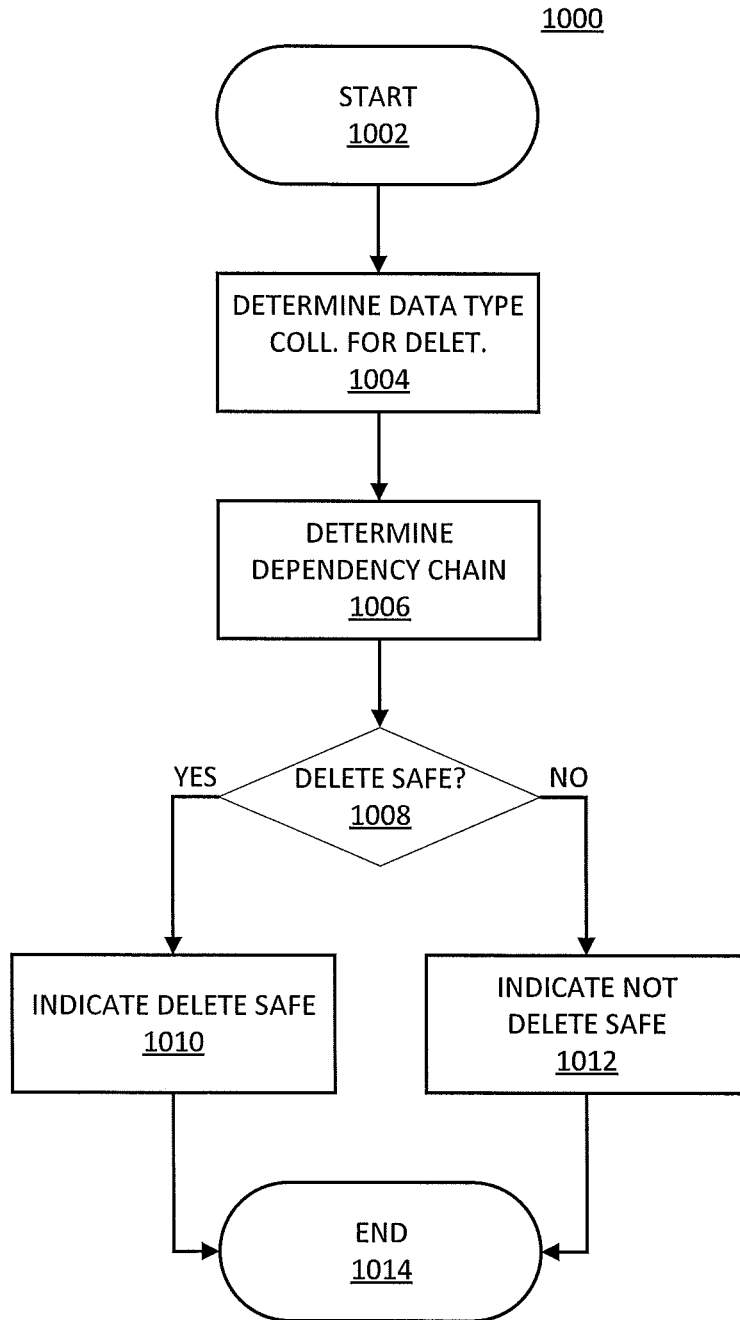 1000
START
1002
DETERMINE DATA TYPE
COLL. FOR DELET.
1004
DETERMINE
DEPENDENCY CHAIN
1006
DELETE SAFE?
1008
YES
NO
INDICATE DELETE SAFE
1010
INDICATE NOT
DELETE SAFE
1012
END
1014